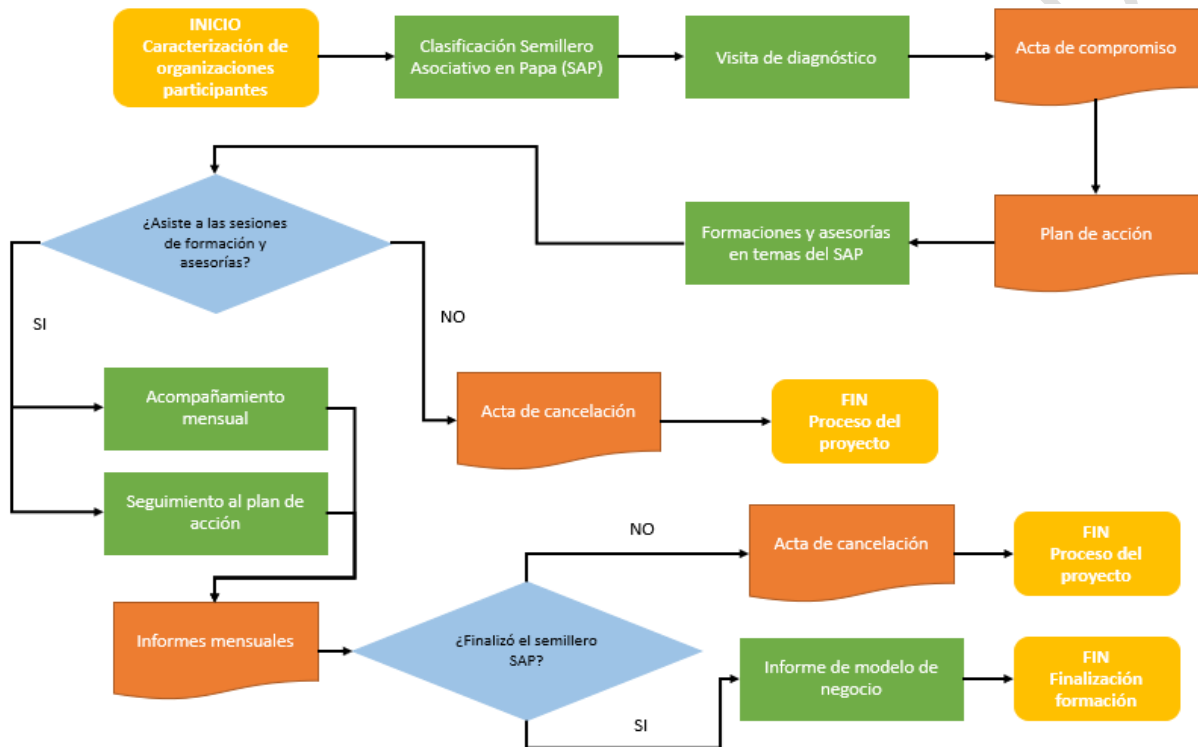 INICIO
Caracterización de
organizaciones
participantes
Clasificación Semillero
Asociativo en Papa (SAP)
Visita de diagnóstico
Acta de compromiso
Plan de acción
Formaciones y asesorías
en temas del SAP
¿Asiste a las sesiones
de formación y
asesorías?
SI
NO
Acompañamiento
mensual
Seguimiento al plan de
acción
Acta de cancelación
FIN
Proceso del
proyecto
Informes mensuales
¿Finalizó el semillero
SAP?
NO
Acta de cancelación
FIN
Proceso del
proyecto
SI
Informe de modelo de
negocio
FIN
Finalización
formación